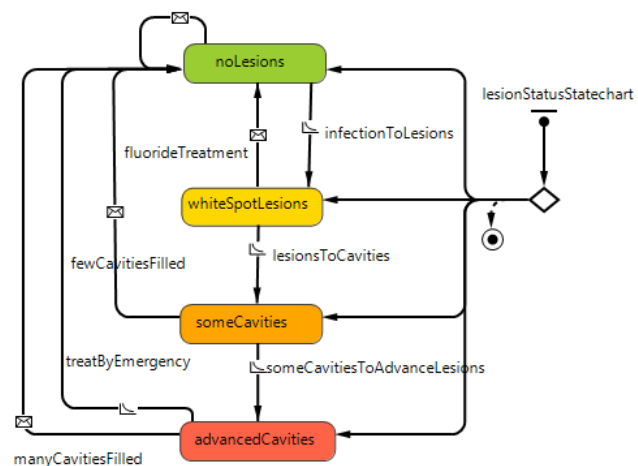 noLesions
lesionStatusStatechart
infectionToLesions
fluorideTreatment
whiteSpotLesions
lesionsToCavities
fewCavitiesFilled
someCavities
treatByEmergency
someCavitiesToAdvanceLesions
advancedCavities
manyCavitiesFilled